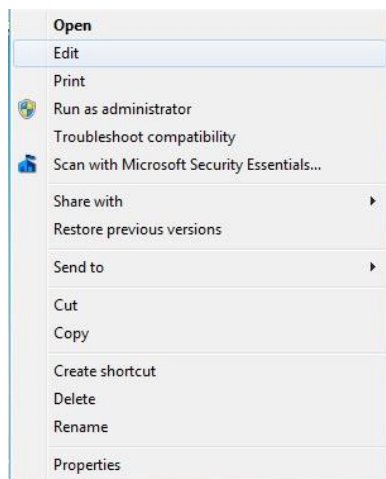 Open
Edit
Print
Run as administrator
Troubleshoot compatibility
Scan with Microsoft Security Essentials...
Share with
Restore previous versions
Send to
Cut
Copy
Create shortcut
Delete
Rename
Properties